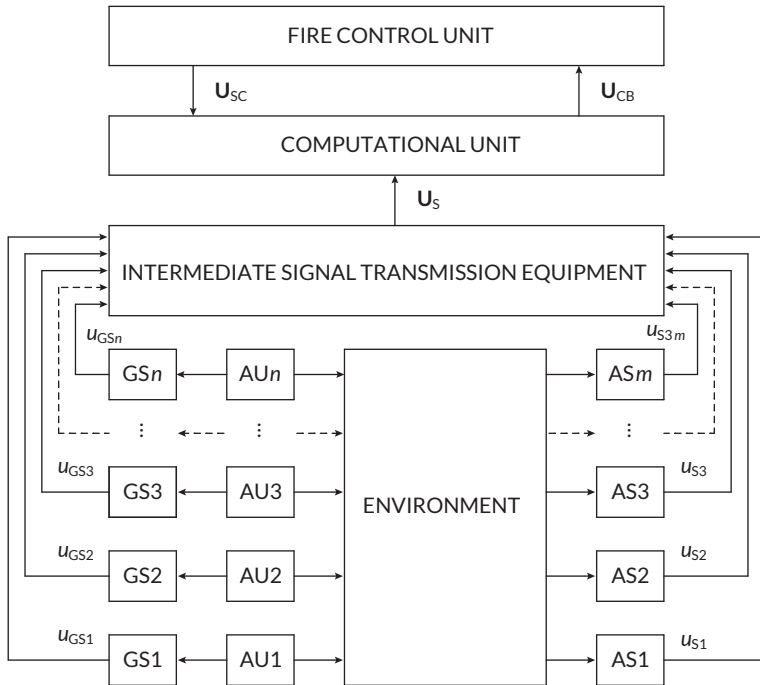 FIRE CONTROL UNIT
U_SC U_CB
COMPUTATIONAL UNIT
U_S
INTERMEDIATE SIGNAL TRANSMISSION EQUIPMENT
u_GSn u_S3m
GSn AUn ASm
⋮ ⋮ ⋮
u_GS3 u_S3
GS3 AU3 ENVIRONMENT AS3
u_GS2 u_S2
GS2 AU2 AS2
u_GS1 u_S1
GS1 AU1 AS1